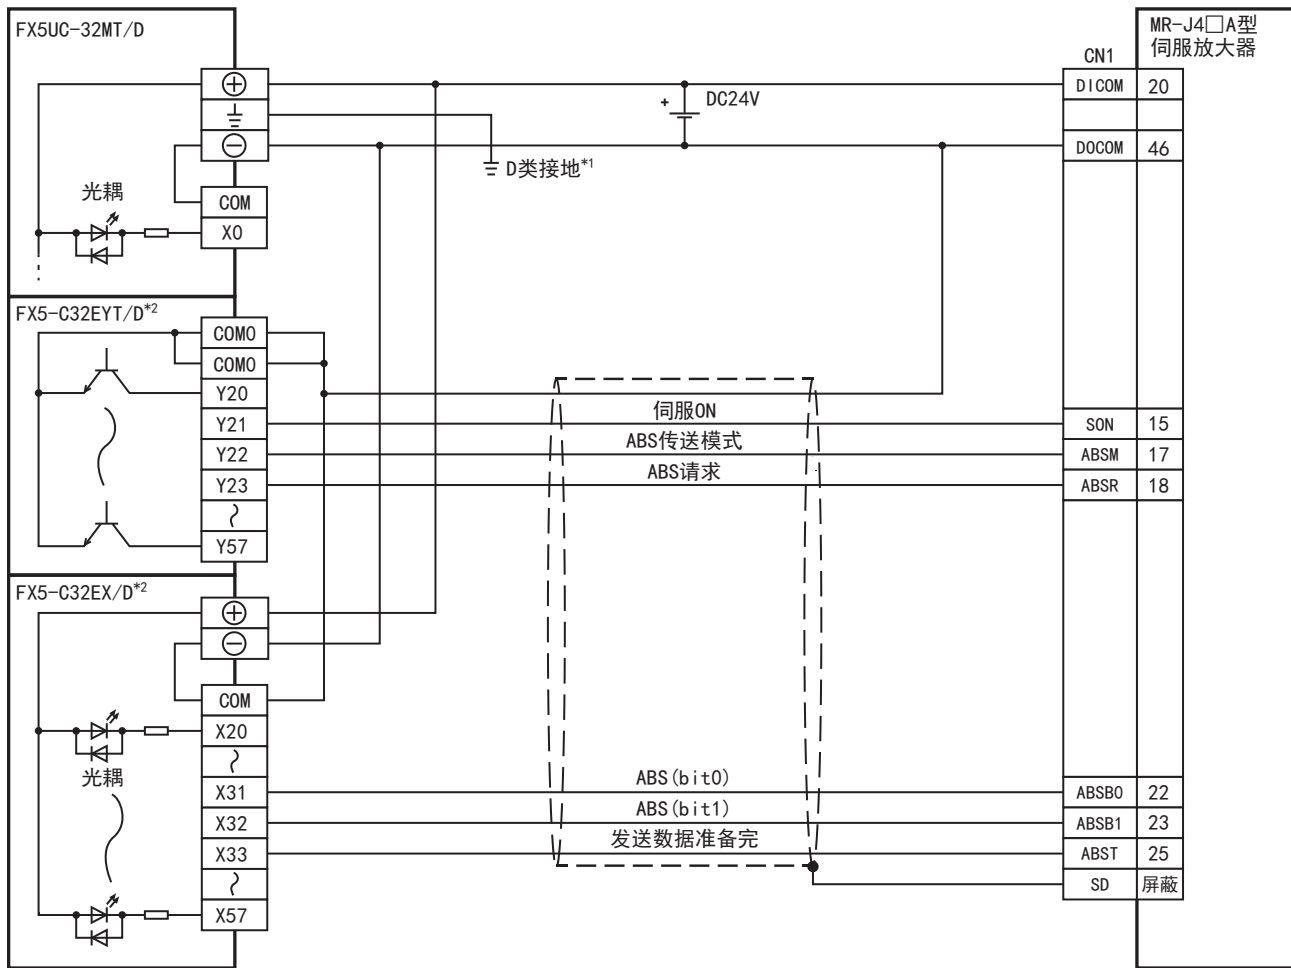 FX5UC-32MT/D
MR-J4□A型
伺服放大器
CN1
DICOM 20
+ DC24V
DOCOM 46
D类接地*1
COM
光耦
X0
FX5-C32EYT/D*2
COM0
COM0
Y20
伺服ON
Y21
SON 15
ABS传送模式
Y22
ABSM 17
ABS请求
Y23
ABSR 18
Y57
FX5-C32EX/D*2
COM
X20
光耦
ABS(bit0)
X31
ABSB0 22
ABS(bit1)
X32
ABSB1 23
发送数据准备完
X33
ABST 25
SD 屏蔽
X57